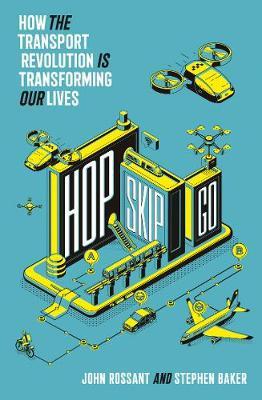 HOW THE
TRANSPORT
REVOLUTION IS
TRANSFORMING
OUR LIVES
HOP
SKIP
GO
A
B
JOHN ROSSANT AND STEPHEN BAKER